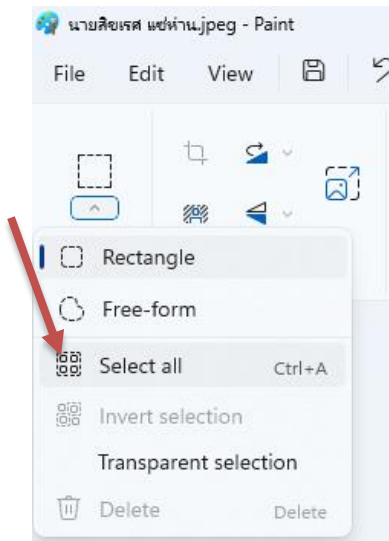 นายสิขเรศ แซ่ห่าน.jpeg - Paint
File Edit View
Rectangle
Free-form
Select all Ctrl+A
Invert selection
Transparent selection
Delete Delete